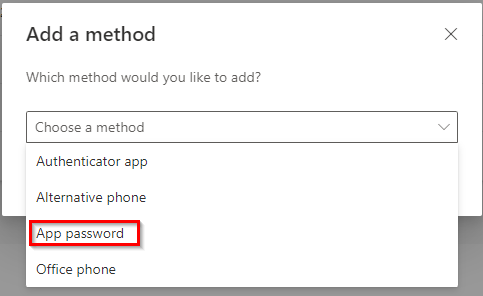 Add a method
Which method would you like to add?
Choose a method
Authenticator app
Alternative phone
App password
Office phone